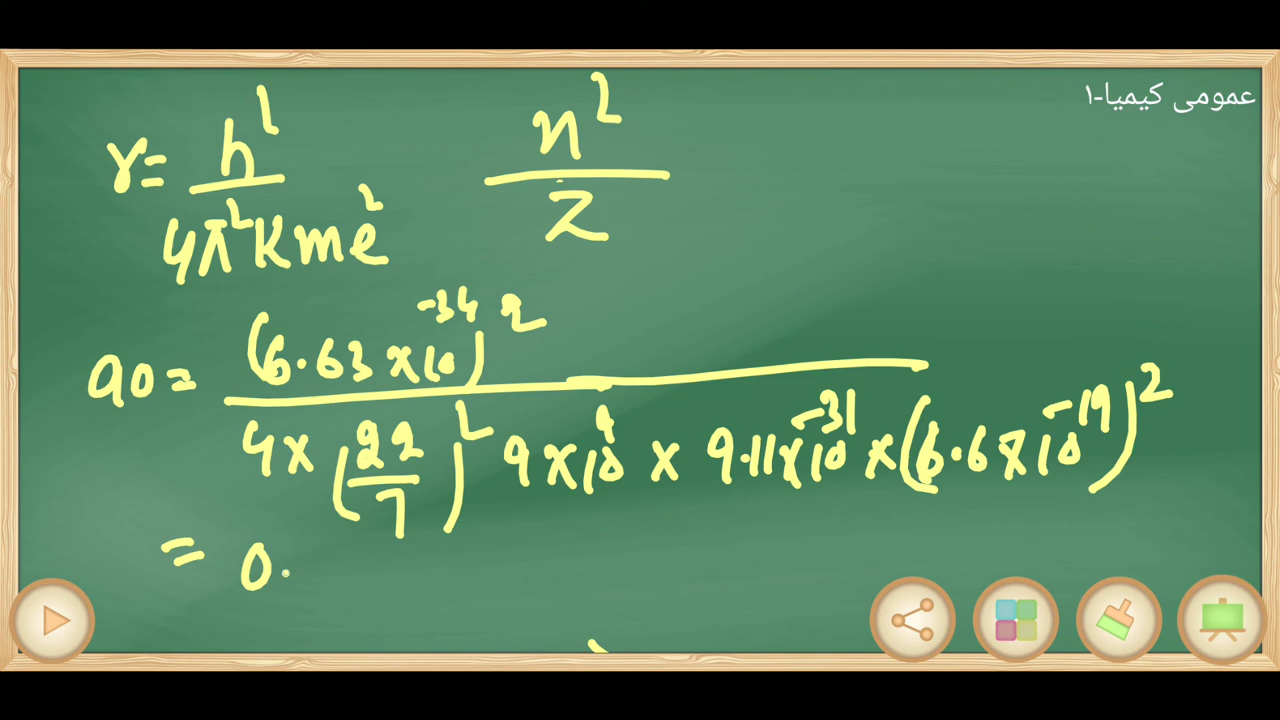 عمومی کیمیا-۱
r = h² / 4π²Kme² n² / Z
a0 = (6.63 x 10⁻³⁴)² / 4 x (22/7)² 9 x 10⁹ x 9.11 x 10⁻³¹ x (6.6 x 10⁻¹⁹)²
= 0.